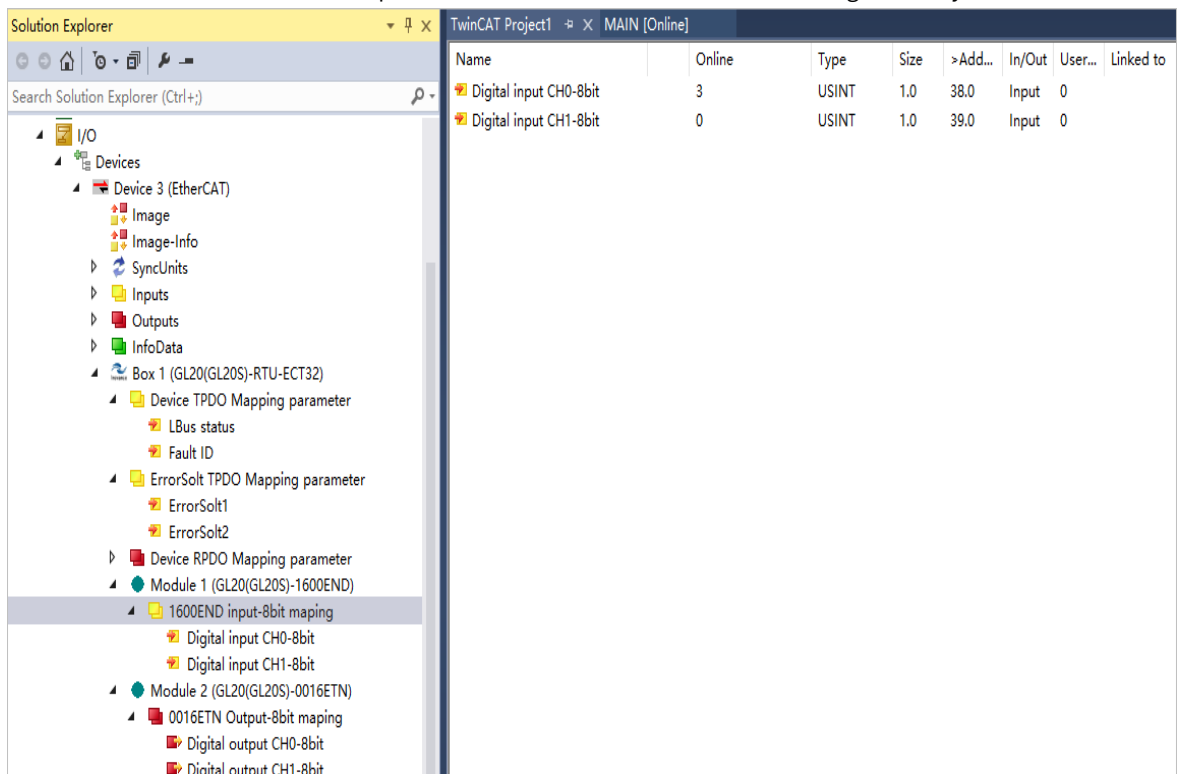 Solution Explorer
Search Solution Explorer (Ctrl+;)
I/O
Devices
Device 3 (EtherCAT)
Image
Image-Info
SyncUnits
Inputs
Outputs
InfoData
Box 1 (GL20(GL20S)-RTU-ECT32)
Device TPDO Mapping parameter
LBus status
Fault ID
ErrorSolt TPDO Mapping parameter
ErrorSolt1
ErrorSolt2
Device RPDO Mapping parameter
Module 1 (GL20(GL20S)-1600END)
1600END input-8bit maping
Digital input CH0-8bit
Digital input CH1-8bit
Module 2 (GL20(GL20S)-0016ETN)
0016ETN Output-8bit maping
Digital output CH0-8bit
Digital output CH1-8bit
TwinCAT Project1 MAIN [Online]
Name Online Type Size >Add... In/Out User... Linked to
Digital input CH0-8bit 3 USINT 1.0 38.0 Input 0
Digital input CH1-8bit 0 USINT 1.0 39.0 Input 0